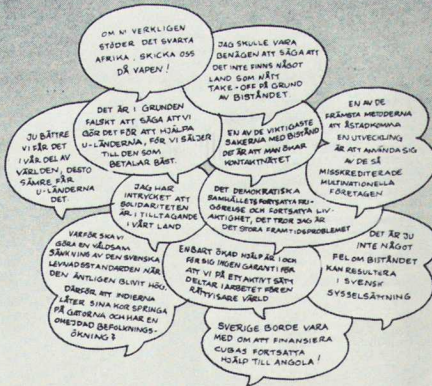 OM NI VERKLIGEN
STÖDER DET SVARTA
AFRIKA, SKICKA OSS
DÅ VAPEN!
JAG SKULLE VARA
BENÄGEN ATT SÄGA ATT
DET INTE FINNS NÅGOT
LAND SOM NÅTT
TAKE-OFF PÅ GRUND
AV BISTÅNDET
DET ÄR I GRUNDEN
FALSKT ATT SÄGA ATT VI
GÖR DET FÖR ATT HJÄLPA
U-LÄNDERNA, FÖR VI SÄLJER
TILL DEN SOM
BETALAR BÄST.
EN AV DE
FRÄMSTA METODERNA
ATT ÅSTADKOMMA
EN UTVECKLING
ÄR ATT ANVÄNDA SIG
AV DE SÅ
MISSKREDITERADE
MULTINATIONELLA
FÖRETAGEN
JU BÄTTRE
VI FÅR DET
I VÅR DEL AV
VÄRLDEN, DESTO
SÄMRE FÅR
U-LÄNDERNA
DET.
EN AV DE VIKTIGASTE
SAKERNA MED BISTÅND
DET ÄR ATT MAN ÖKAR
KONTAKTNÄTET
JAG HAR
INTRYCKET ATT
SOLIDARITETEN
ÄR I TILLTAGANDE
I VÅRT LAND
DET DEMOKRATISKA
SAMHÄLLETS FORTSATTA FRI-
GÖRELSE OCH FORTSATTA LIV-
AKTIGHET, DET TROR JAG ÄR
DET STORA FRAMTIDSPROBLEMET
VARFÖR SKA VI
GÖRA EN VÅLDSAM
SÄNKNING AV DEN SVENSKA
LEVNADSSTANDARDEN NÄR
DEN ÄNTLIGEN BLIVIT HÖG.
DÄRFÖR ATT INDIERNA
LÅTER SINA KOR SPRINGA
PÅ GATORNA OCH HAR EN
OHEJDAD BEFOLKNINGS-
ÖKNING?
ENBART ÖKAD HJÄLP ÄR I OCH
FÖR SIG INGEN GARANTI FÖR
ATT VI PÅ ETT AKTIVT SÄTT
DELTAR I ARBETET FÖR EN
RÄTTVISARE VÄRLD
DET ÄR JU
INTE NÅGOT
FEL OM BISTÅNDET
KAN RESULTERA
I SVENSK
SYSSELSÄTTNING
SVERIGE BORDE VARA
MED OM ATT FINANSIERA
CUBAS FORTSATTA
HJÄLP TILL ANGOLA!